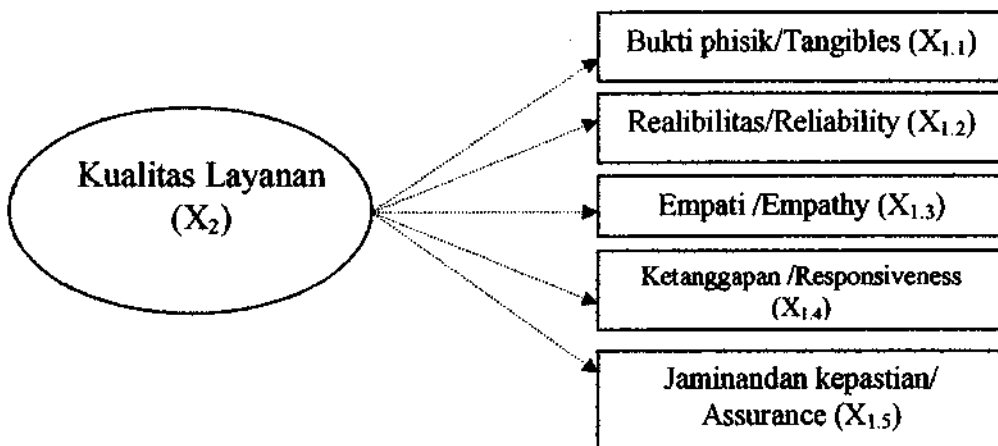 Bukti phisik/Tangibles (X1.1)
Realibilitas/Reliability (X1.2)
Kualitas Layanan
(X2)
Empati /Empathy (X1.3)
Ketanggapan /Responsiveness
(X1.4)
Jaminandan kepastian/
Assurance (X1.5)